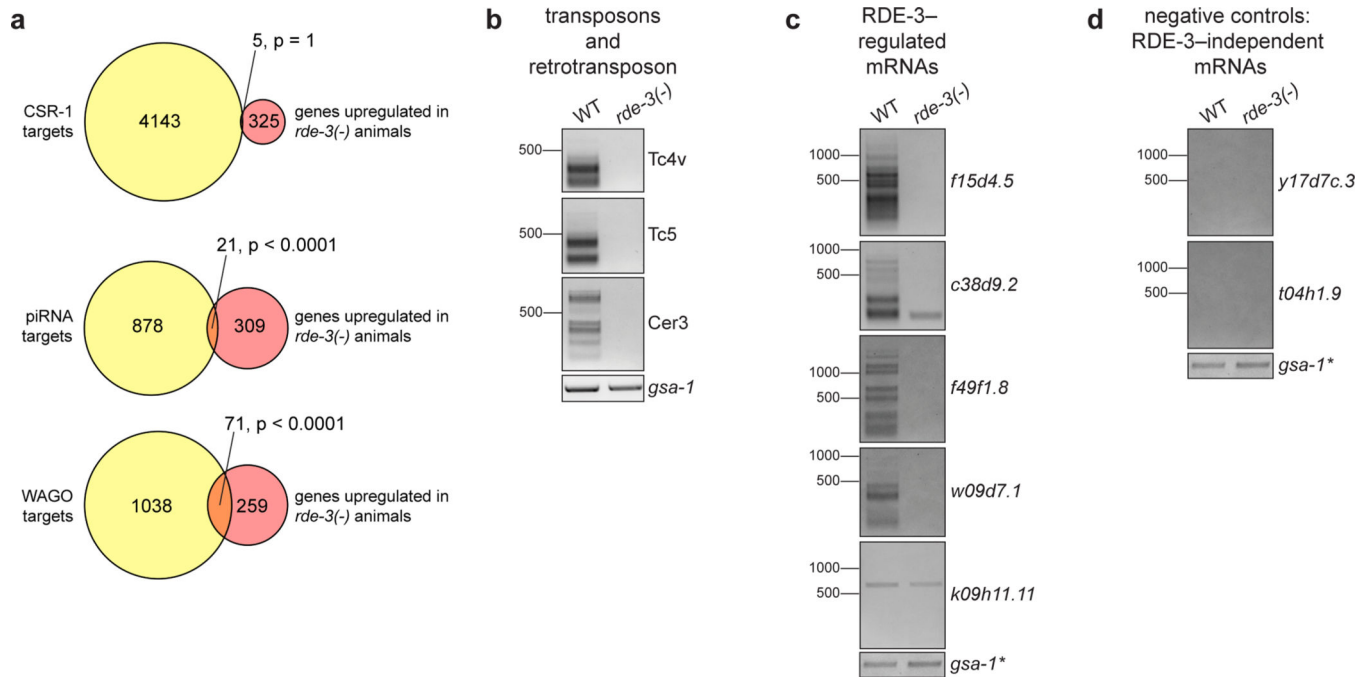 a
5, p = 1
CSR-1
targets
4143
325
genes upregulated in
rde-3(-) animals
21, p < 0.0001
piRNA
targets
878
309
genes upregulated in
rde-3(-) animals
71, p < 0.0001
WAGO
targets
1038
259
genes upregulated in
rde-3(-) animals
b
transposons
and
retrotransposon
WT
rde-3(-)
500
Tc4v
500
Tc5
500
Cer3
gsa-1
c
RDE-3–
regulated
mRNAs
WT
rde-3(-)
1000
500
f15d4.5
1000
500
c38d9.2
1000
500
f49f1.8
1000
500
w09d7.1
1000
500
k09h11.11
gsa-1*
d
negative controls:
RDE-3–independent
mRNAs
WT
rde-3(-)
1000
500
y17d7c.3
1000
500
t04h1.9
gsa-1*